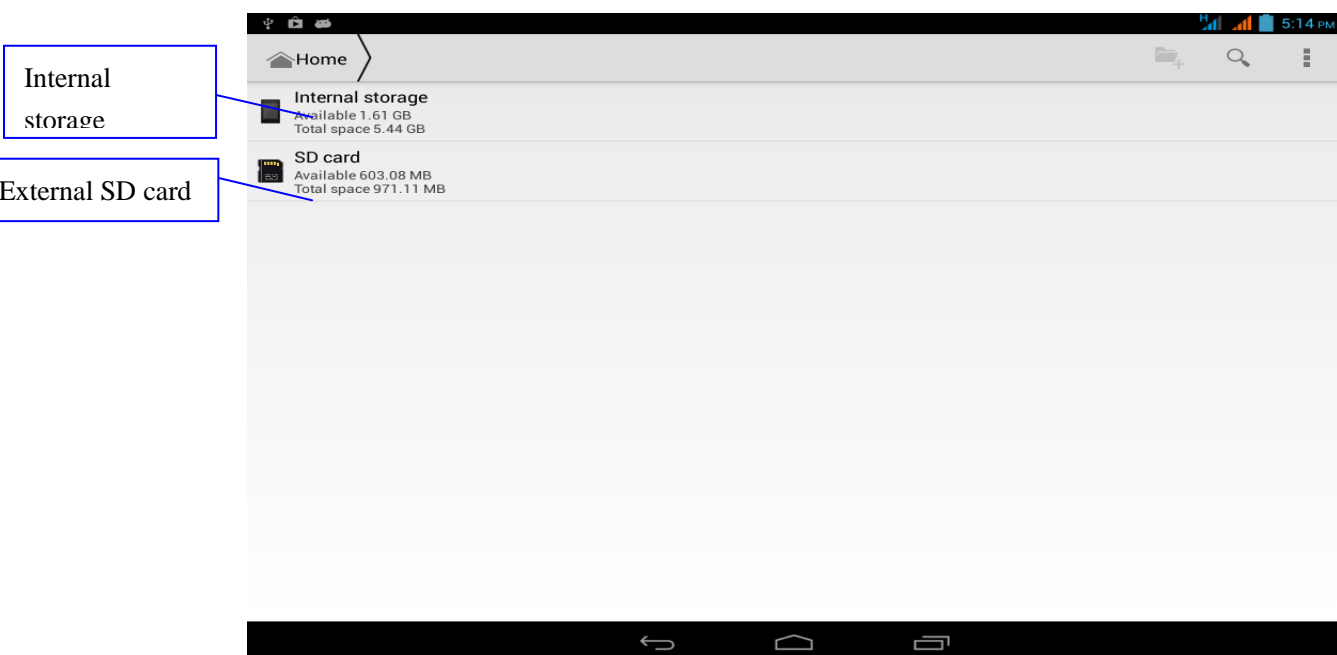 H
5:14 PM
Home
Internal
storage
Internal storage
Available 1.61 GB
Total space 5.44 GB
External SD card
SD card
Available 603.08 MB
Total space 971.11 MB